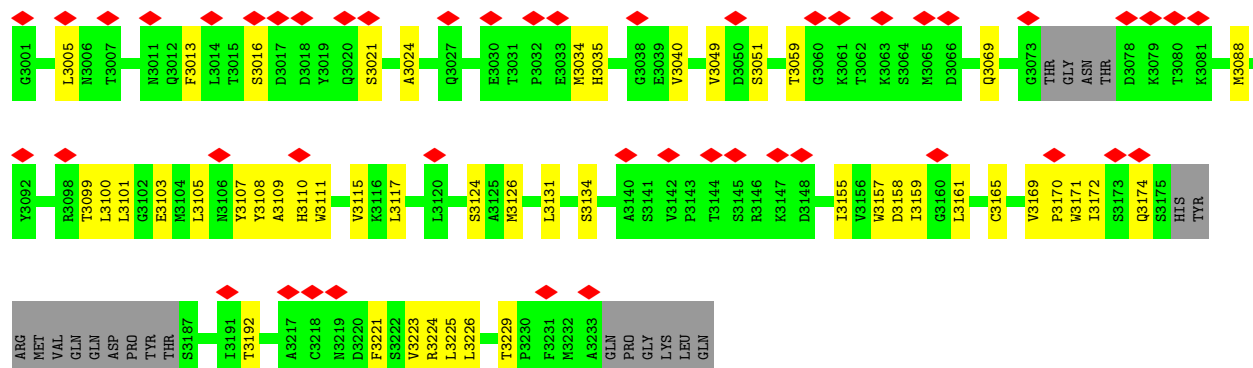 G3001 L3005 N3006 T3007 N3011 Q3012 F3013 L3014 T3015 S3016 D3017 D3018 Y3019 Q3020 S3021 A3024 Q3027 E3030 T3031 P3032 E3033 M3034 H3035 G3038 E3039 V3040 V3049 D3050 S3051 T3059 G3060 K3061 T3062 K3063 S3064 M3065 D3066 Q3069 G3073 THR GLY ASN THR D3078 K3079 T3080 K3081 M3088
Y3092 R3098 T3099 L3100 L3101 G3102 E3103 M3104 L3105 N3106 Y3107 Y3108 A3109 H3110 W3111 V3115 K3116 L3117 L3120 S3124 A3125 M3126 L3131 S3134 A3140 S3141 V3142 P3143 T3144 S3145 R3146 K3147 D3148 I3155 V3156 W3157 D3158 I3159 G3160 L3161 C3165 V3169 P3170 W3171 I3172 S3173 Q3174 S3175 HIS TYR
ARG MET VAL GLN GLN ASP PRO TYR THR S3187 I3191 T3192 A3217 C3218 N3219 D3220 F3221 S3222 V3223 R3224 L3225 L3226 T3229 P3230 F3231 M3232 A3233 GLN PRO GLY LYS LEU GLN